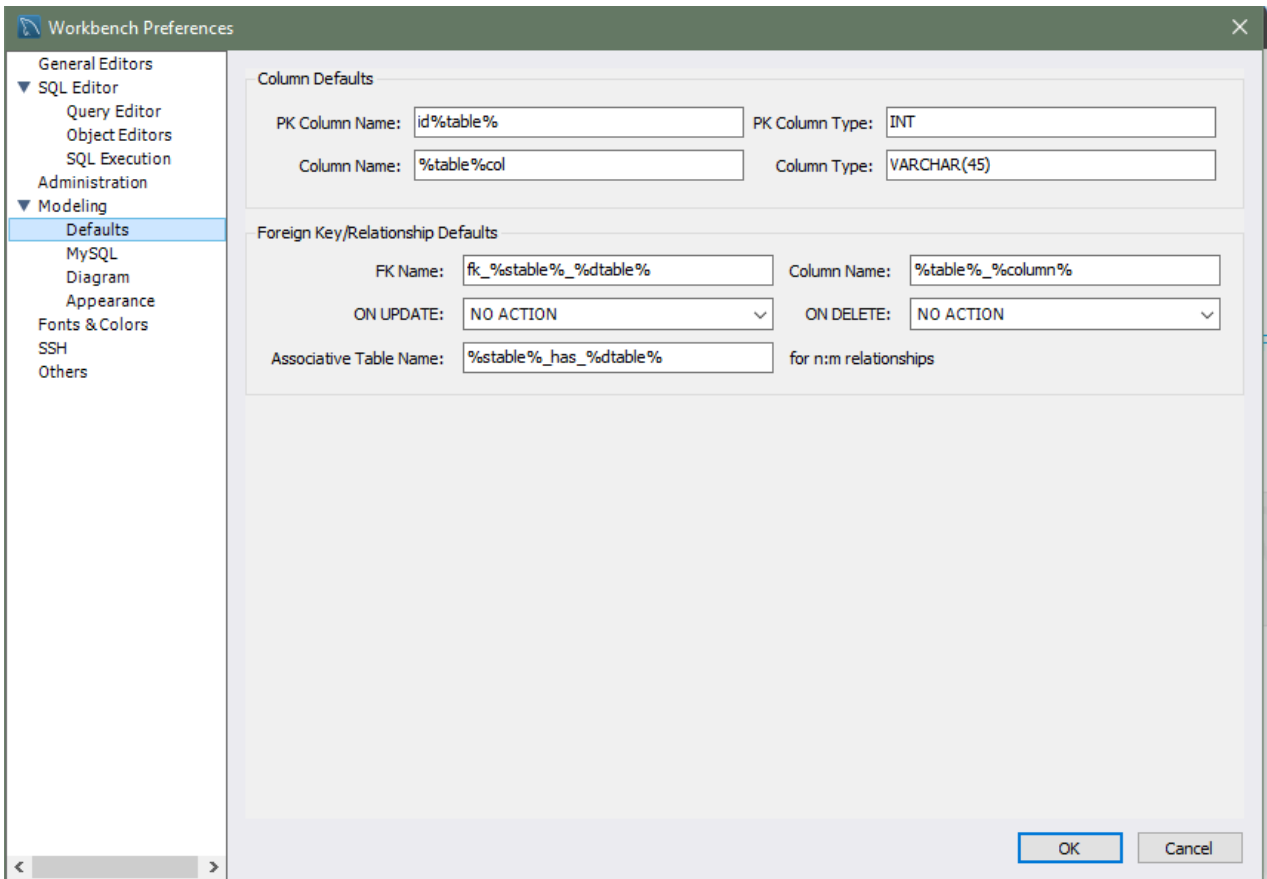 Workbench Preferences
General Editors
SQL Editor
Query Editor
Object Editors
SQL Execution
Administration
Modeling
Defaults
MySQL
Diagram
Appearance
Fonts & Colors
SSH
Others
Column Defaults
PK Column Name: id%table% PK Column Type: INT
Column Name: %table%col Column Type: VARCHAR(45)
Foreign Key/Relationship Defaults
FK Name: fk_%stable%_%dtable% Column Name: %table%_%column%
ON UPDATE: NO ACTION ON DELETE: NO ACTION
Associative Table Name: %stable%_has_%dtable% for n:m relationships
OK Cancel